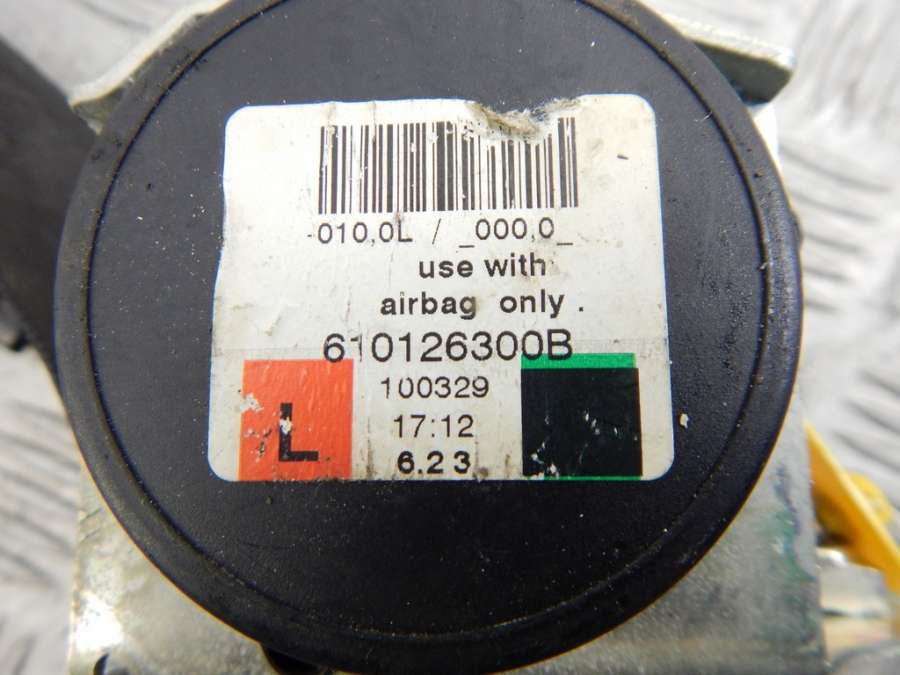 010,0L / _000,0_
use with
airbag only .
610126300B
100329
17:12
6.23
L